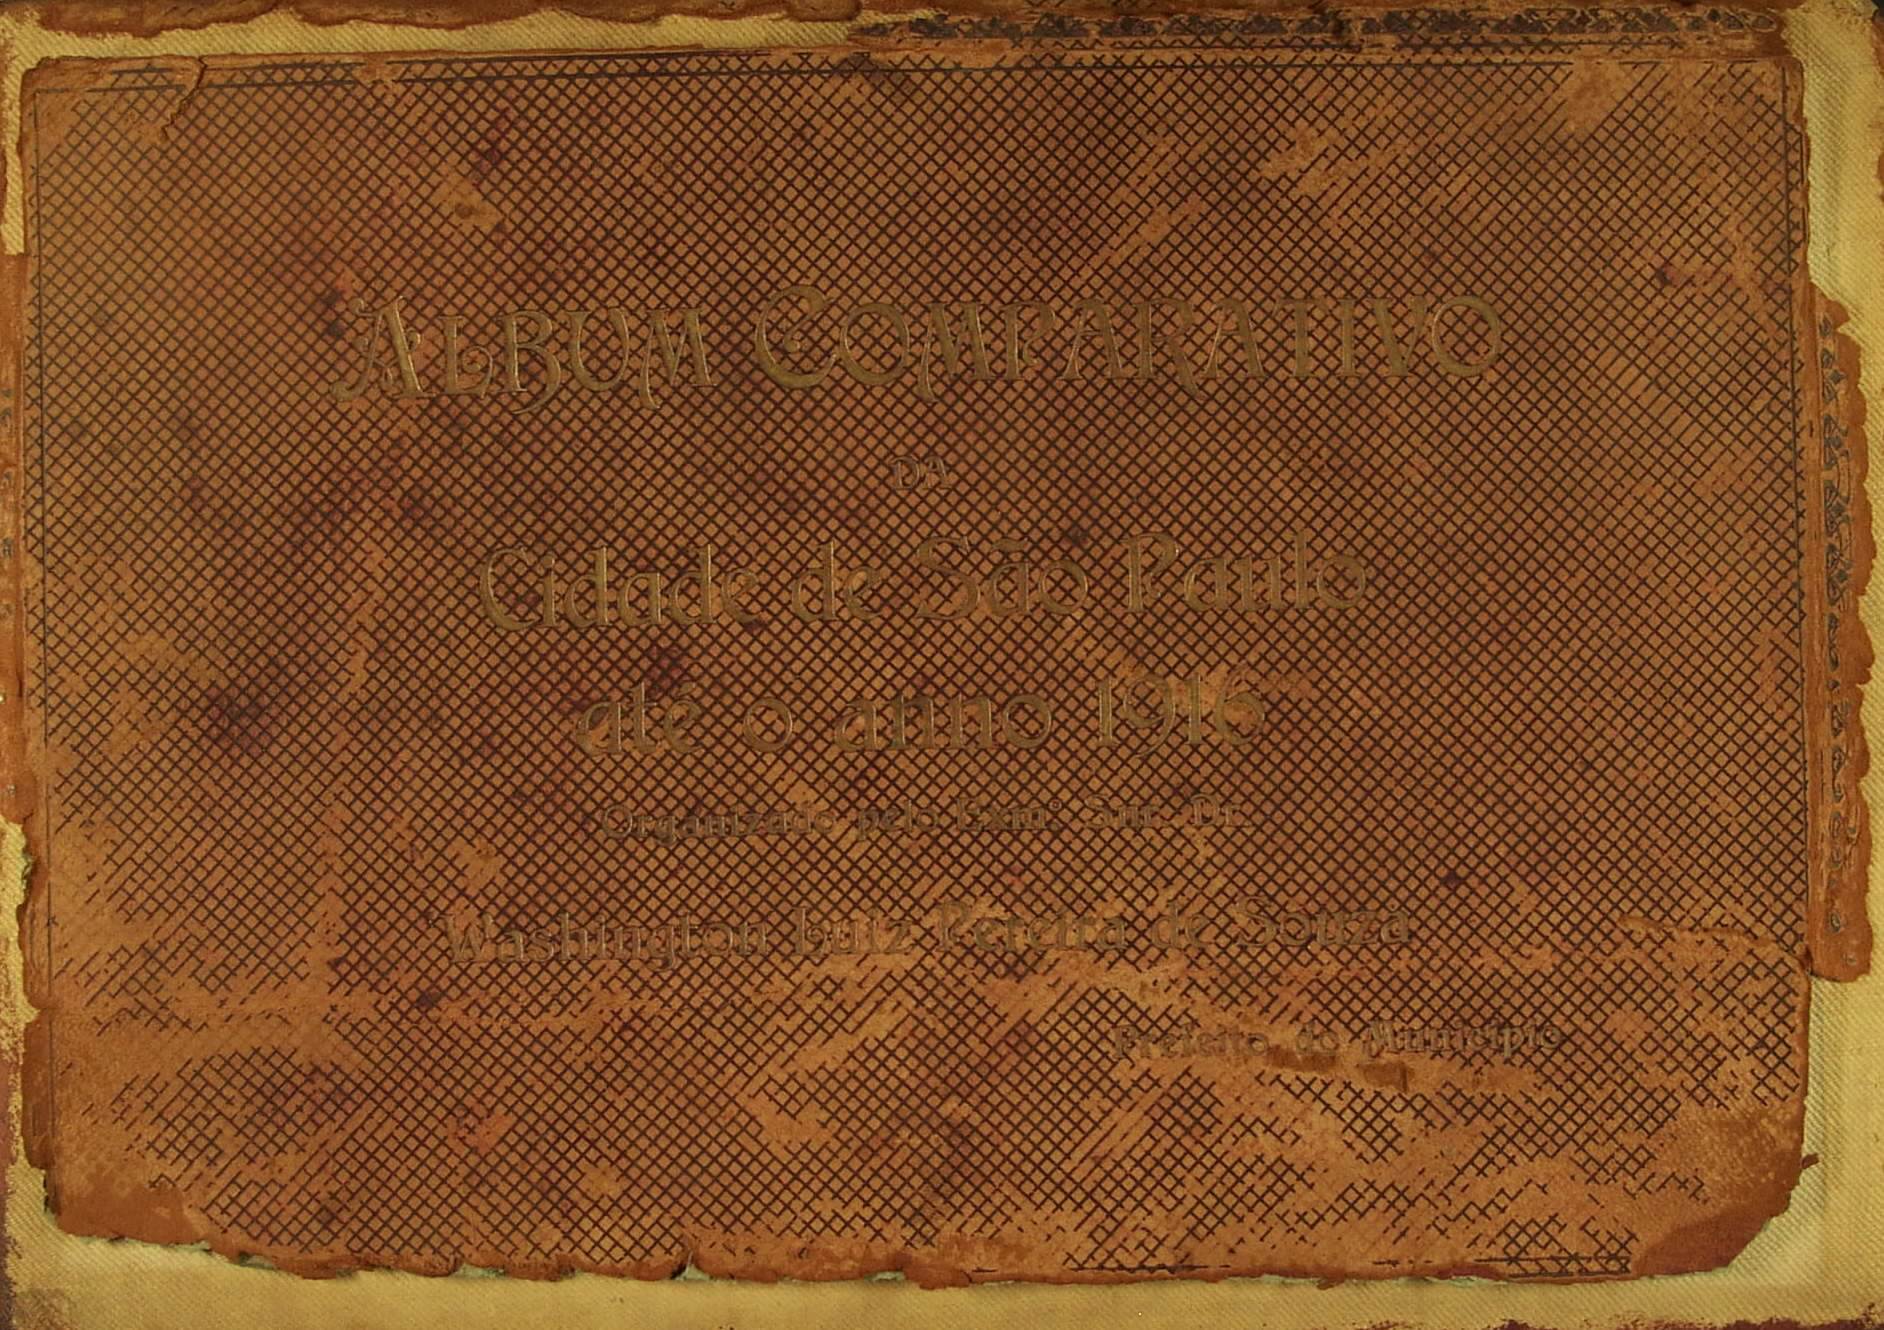 ALBUM COMPARATIVO
DA
Cidade de São Paulo
até o anno 1916
Organizado pelo Exmº Snr. Dr.
Washington Luiz Pereira de Souza
Prefeito do Municipio